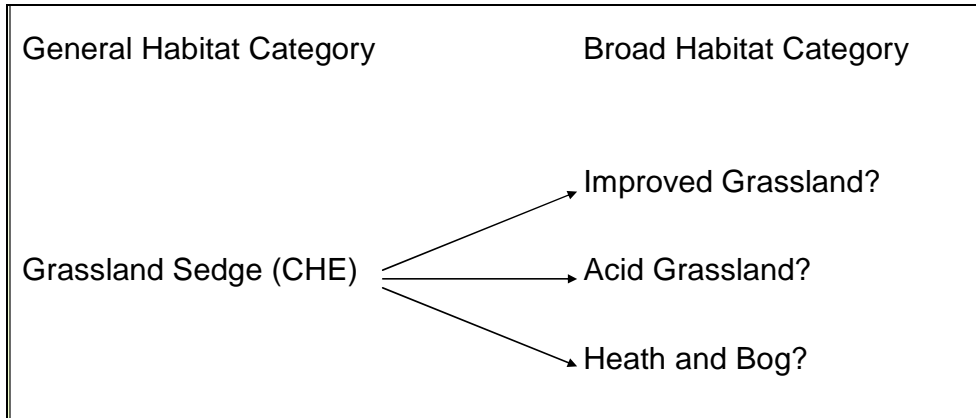 General Habitat Category Broad Habitat Category
Improved Grassland?
Grassland Sedge (CHE) Acid Grassland?
Heath and Bog?